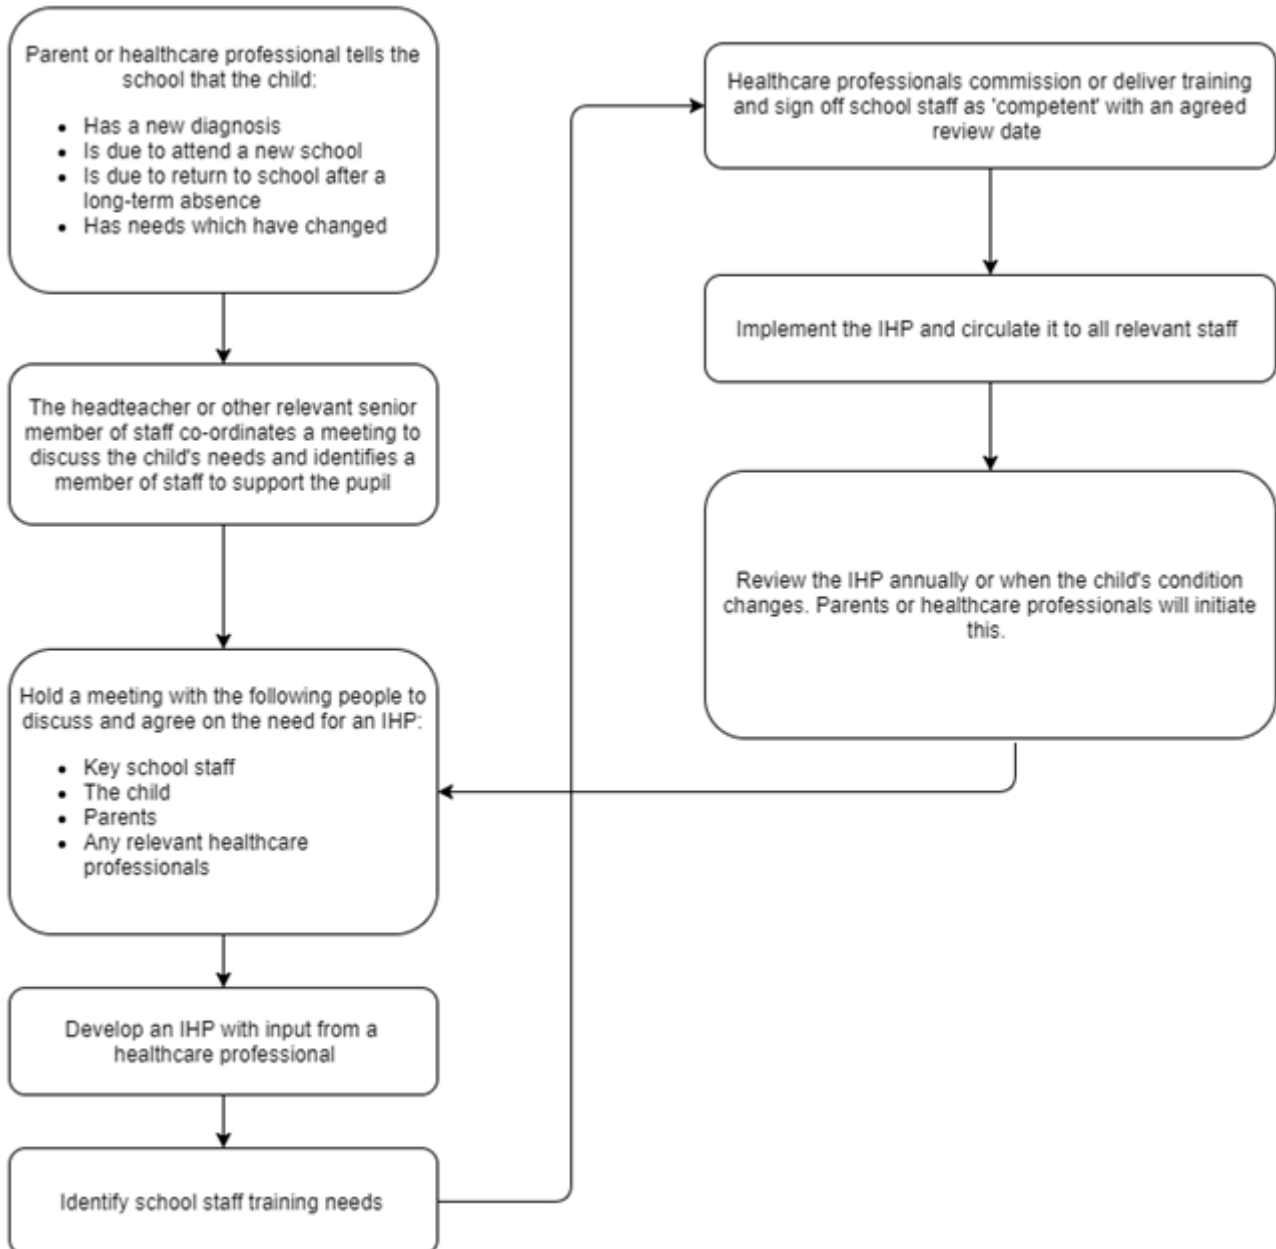 Parent or healthcare professional tells the
school that the child:
• Has a new diagnosis
• Is due to attend a new school
• Is due to return to school after a
long-term absence
• Has needs which have changed
The headteacher or other relevant senior
member of staff co-ordinates a meeting to
discuss the child's needs and identifies a
member of staff to support the pupil
Hold a meeting with the following people to
discuss and agree on the need for an IHP:
• Key school staff
• The child
• Parents
• Any relevant healthcare
professionals
Develop an IHP with input from a
healthcare professional
Identify school staff training needs
Healthcare professionals commission or deliver training
and sign off school staff as 'competent' with an agreed
review date
Implement the IHP and circulate it to all relevant staff
Review the IHP annually or when the child's condition
changes. Parents or healthcare professionals will initiate
this.